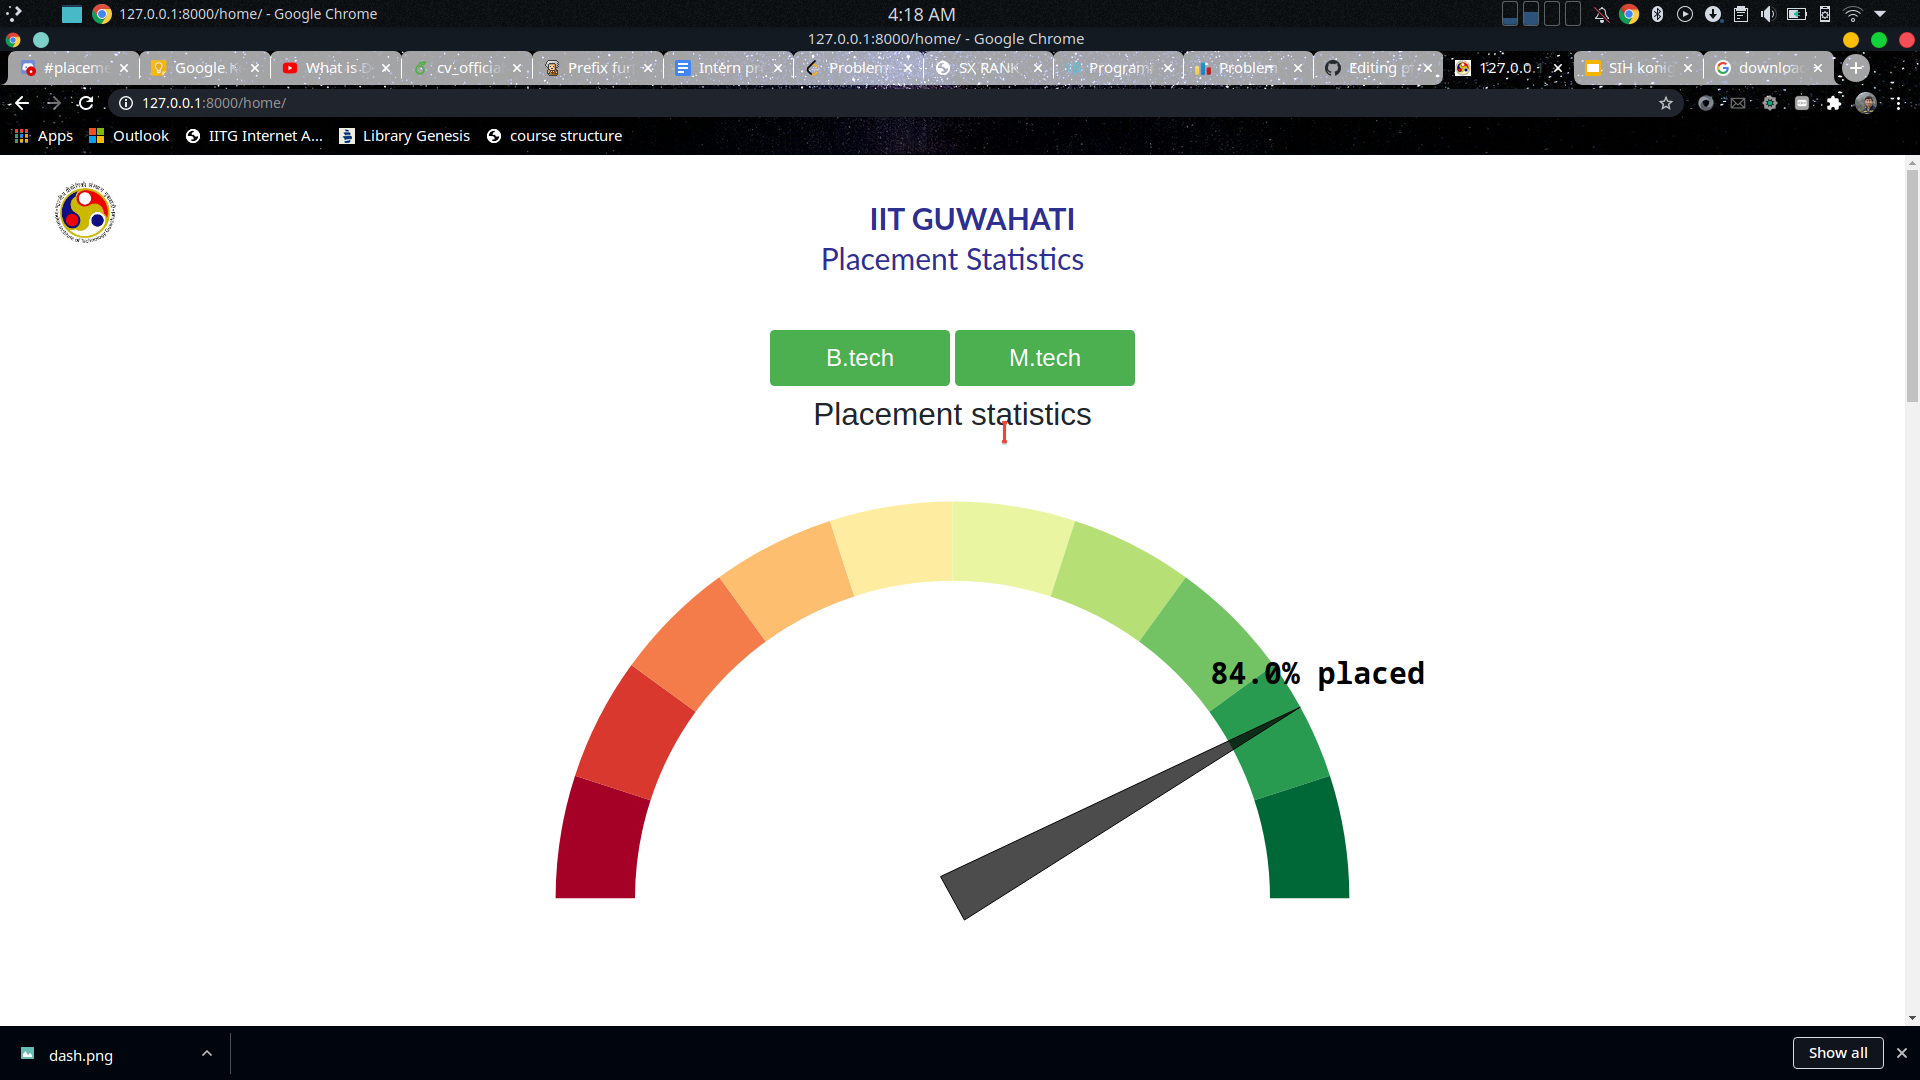 127.0.0.1:8000/home/ - Google Chrome
4:18 AM
127.0.0.1:8000/home/ - Google Chrome
#placem
Google
What is
cv_officia
Prefix fu
Intern pr
Problem
SX RANK
Program
Problem
Editing p
127.0.0.
SIH konig
downloa
127.0.0.1:8000/home/
Apps
Outlook
IITG Internet A...
Library Genesis
course structure
IIT GUWAHATI
Placement Statistics
B.tech
M.tech
Placement statistics
84.0% placed
dash.png
Show all